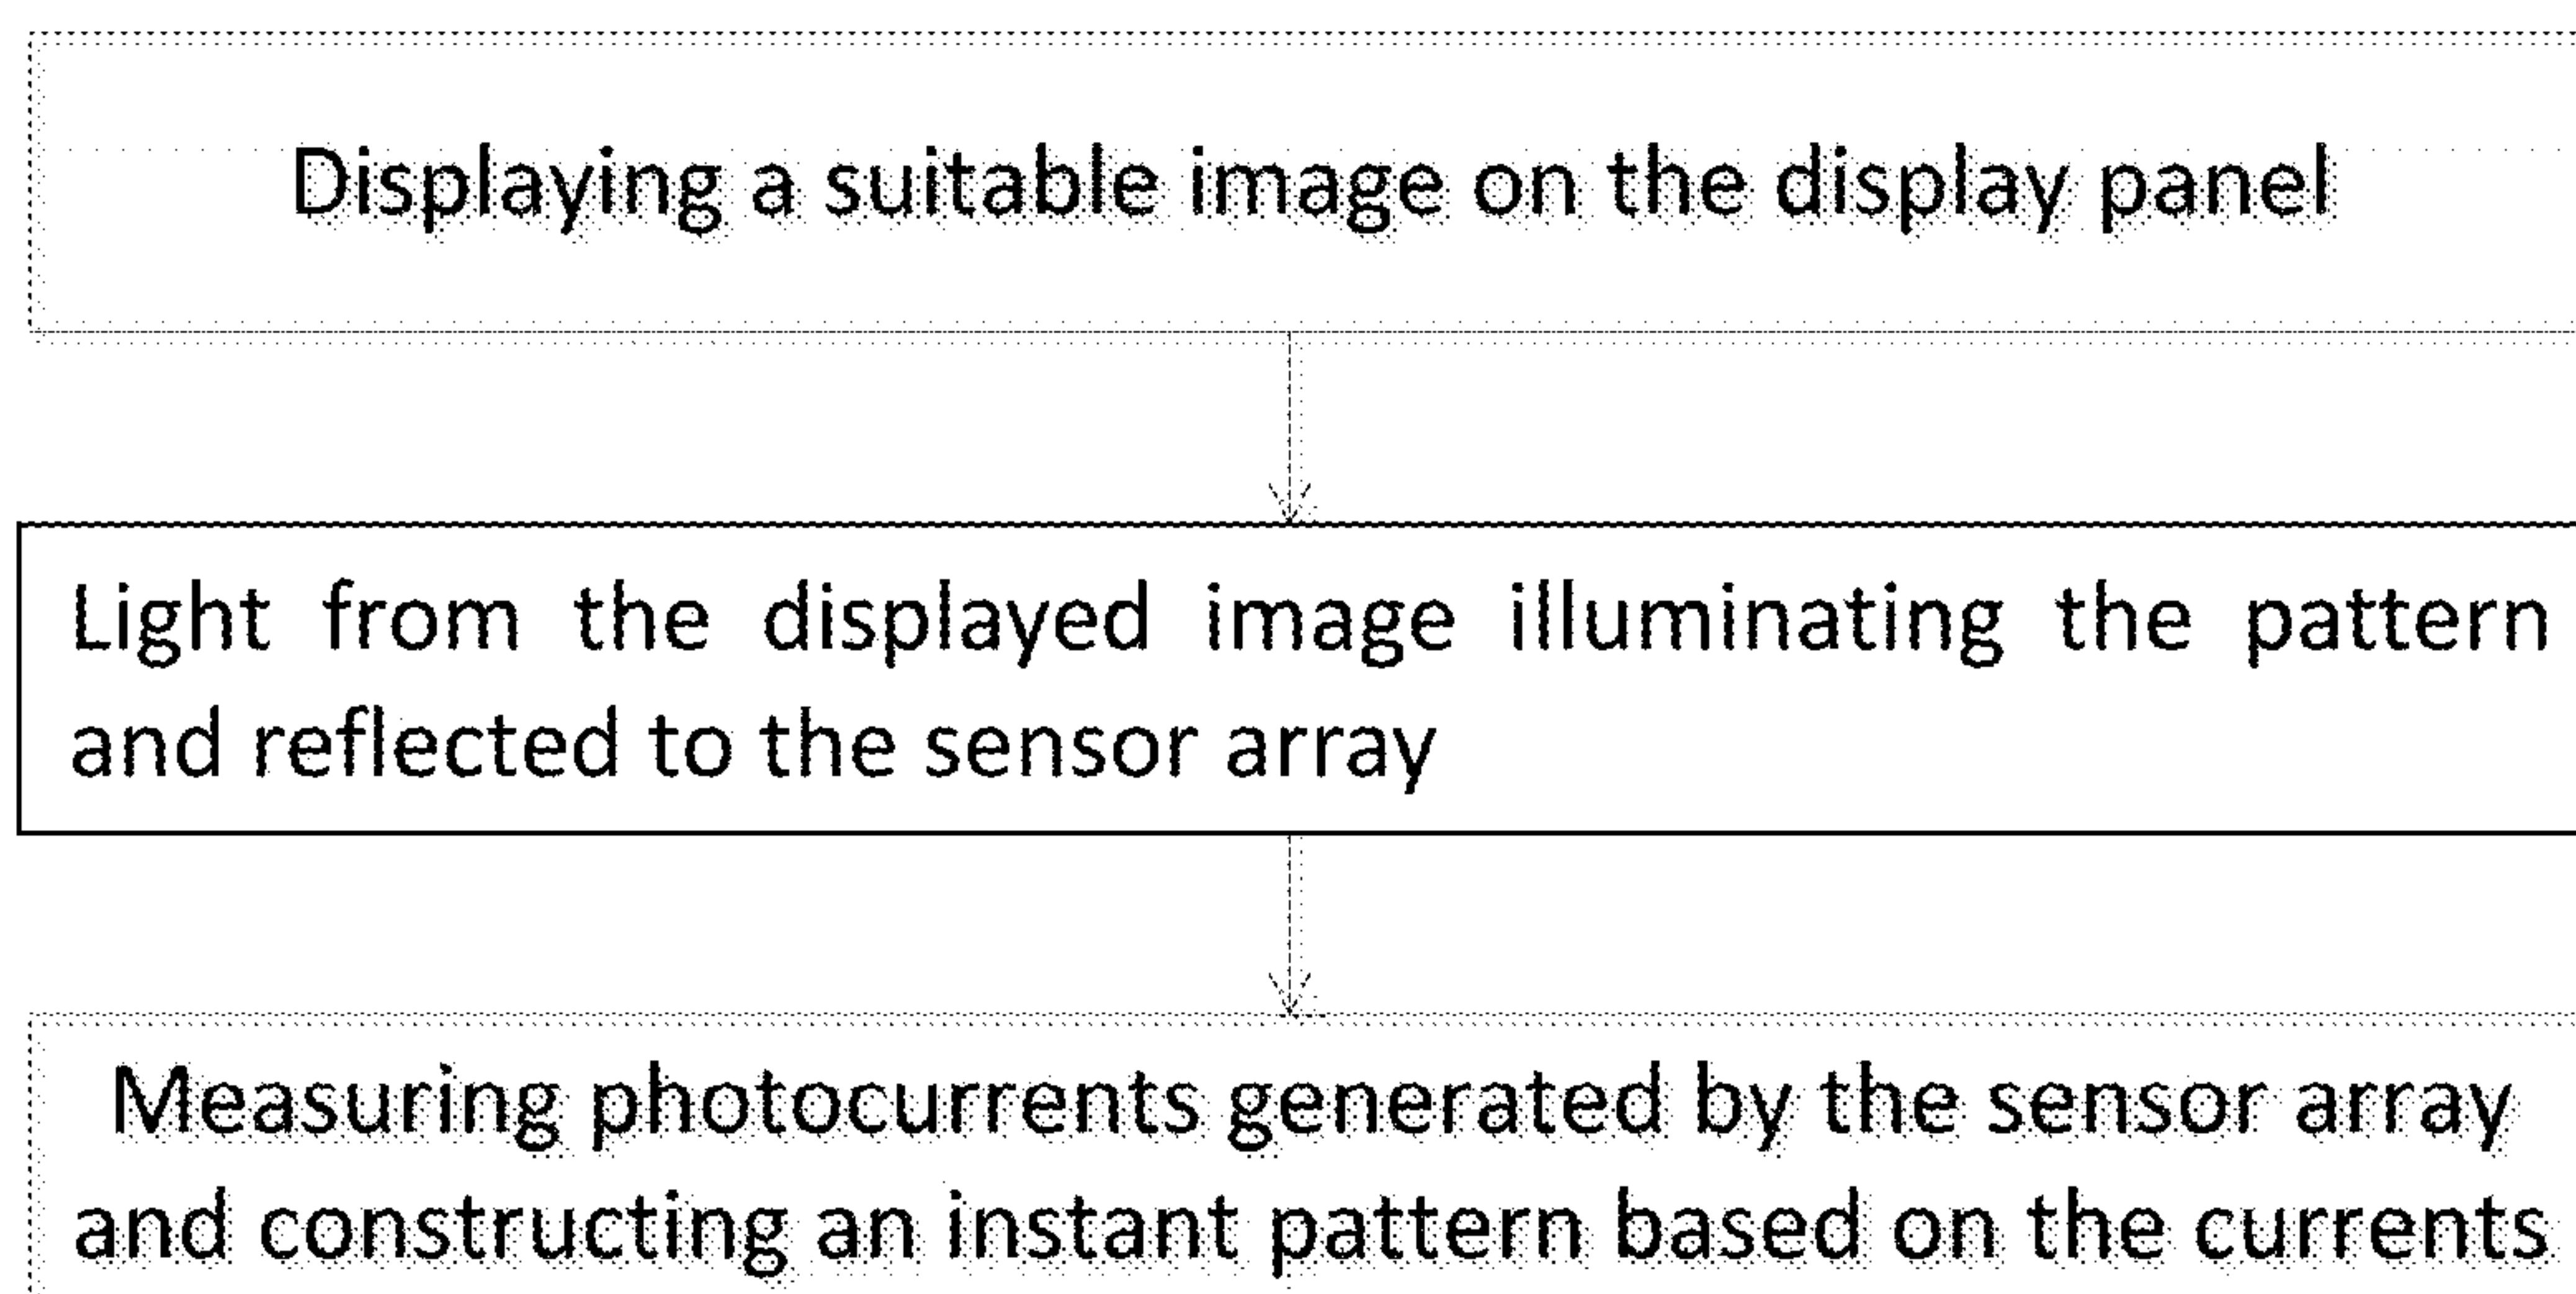 Displaying a suitable image on the display panel
Light from the displayed image illuminating the pattern
and reflected to the sensor array
Measuring photocurrents generated by the sensor array
and constructing an instant pattern based on the currents